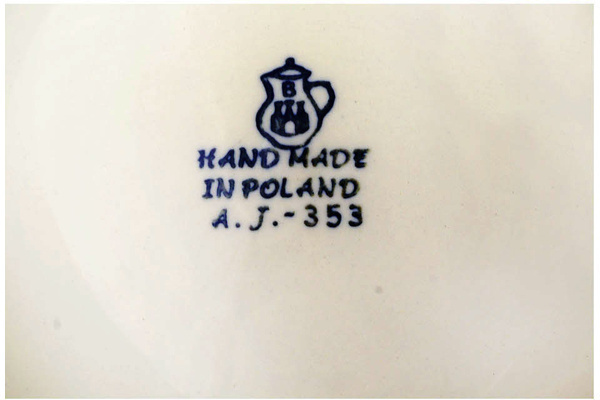 B
HAND MADE
IN POLAND
A.J.-353